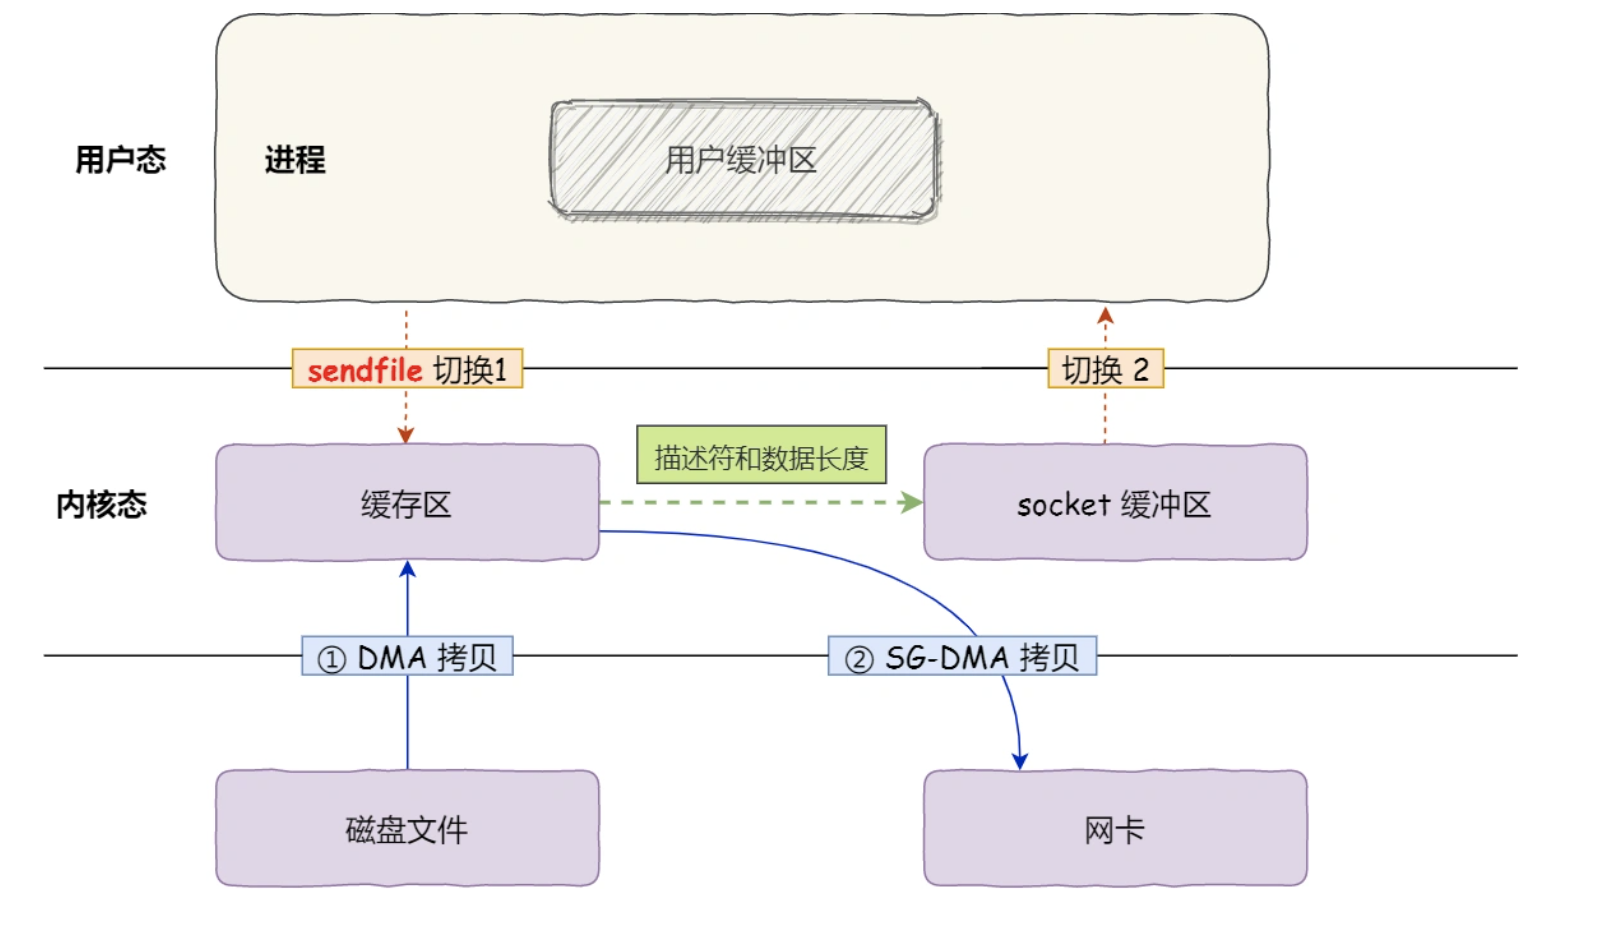 用户态
进程
用户缓冲区
sendfile 切换1
切换 2
描述符和数据长度
内核态
缓存区
socket 缓冲区
① DMA 拷贝
② SG-DMA 拷贝
磁盘文件
网卡